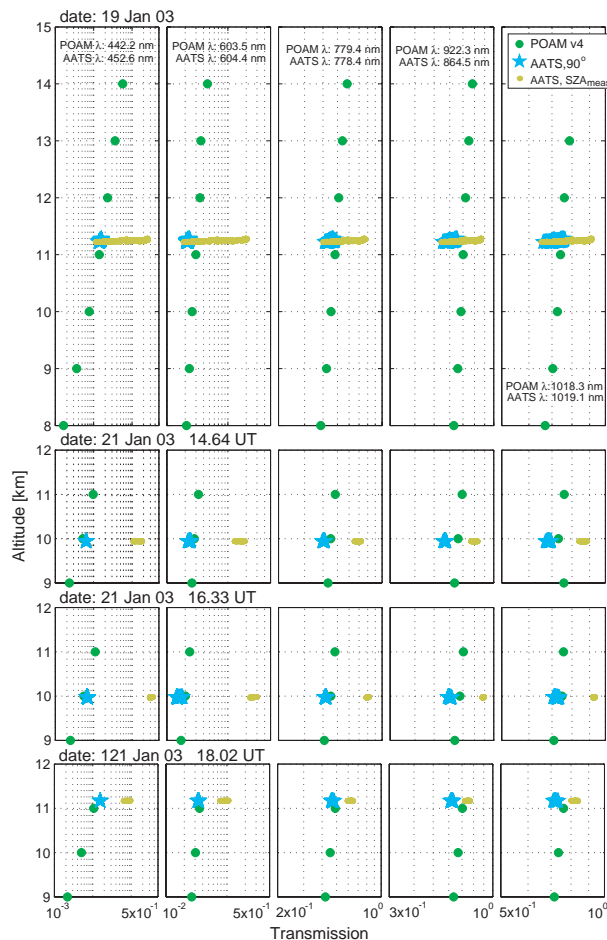 date: 19 Jan 03
15
14
13
12
11
10
9
8
POAM λ: 442.2 nm
AATS λ: 452.6 nm
POAM λ: 603.5 nm
AATS λ: 604.4 nm
POAM λ: 779.4 nm
AATS λ: 778.4 nm
POAM λ: 922.3 nm
AATS λ: 864.5 nm
POAM v4
AATS,90°
AATS, SZAmeas
POAM λ:1018.3 nm
AATS λ:1019.1 nm
date: 21 Jan 03 14.64 UT
12
11
10
9
Altitude [km]
date: 21 Jan 03 16.33 UT
12
11
10
9
date: 121 Jan 03 18.02 UT
12
11
10
9
10⁻³ 5x10⁻¹ 10⁻² 5x10⁻¹ 2x10⁻¹ 10⁰ 3x10⁻¹ 10⁰ 5x10⁻¹ 10⁰
Transmission